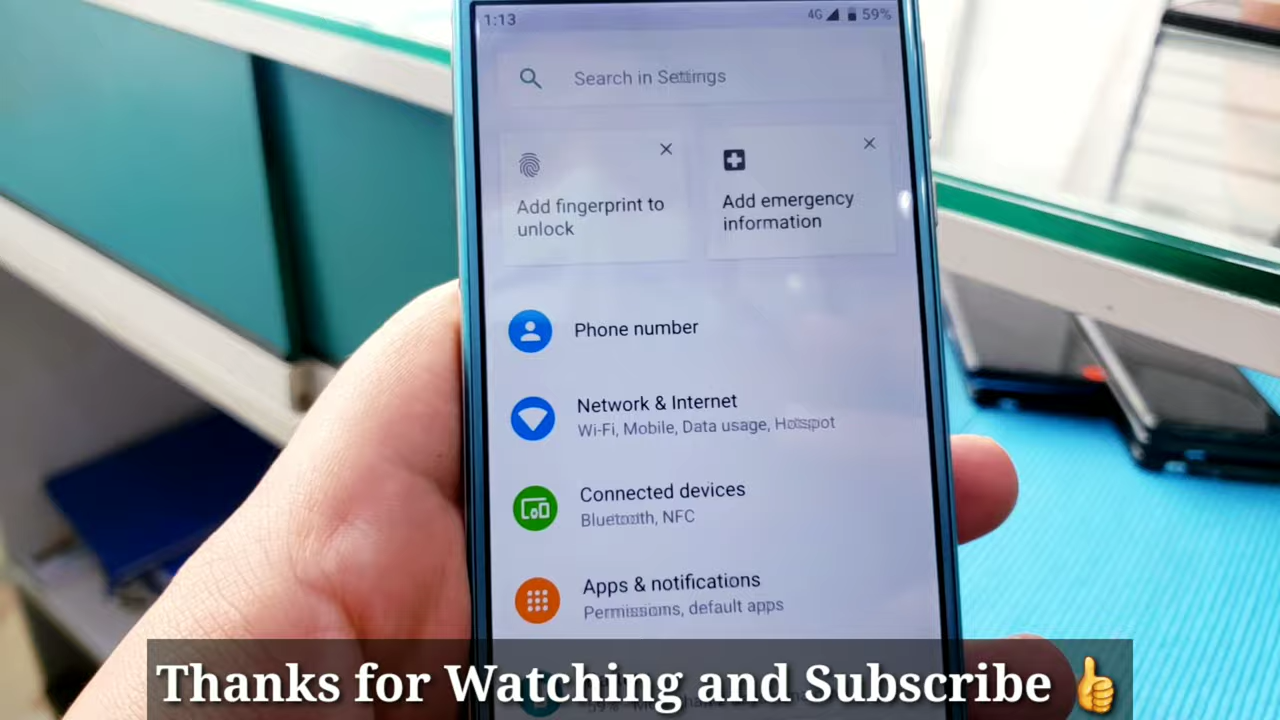 1:13
4G 59%
Search in Settings
Add fingerprint to
unlock
Add emergency
information
Phone number
Network & Internet
Wi-Fi, Mobile, Data usage, Hotspot
Connected devices
Bluetooth, NFC
Apps & notifications
Permissions, default apps
Thanks for Watching and Subscribe 👍